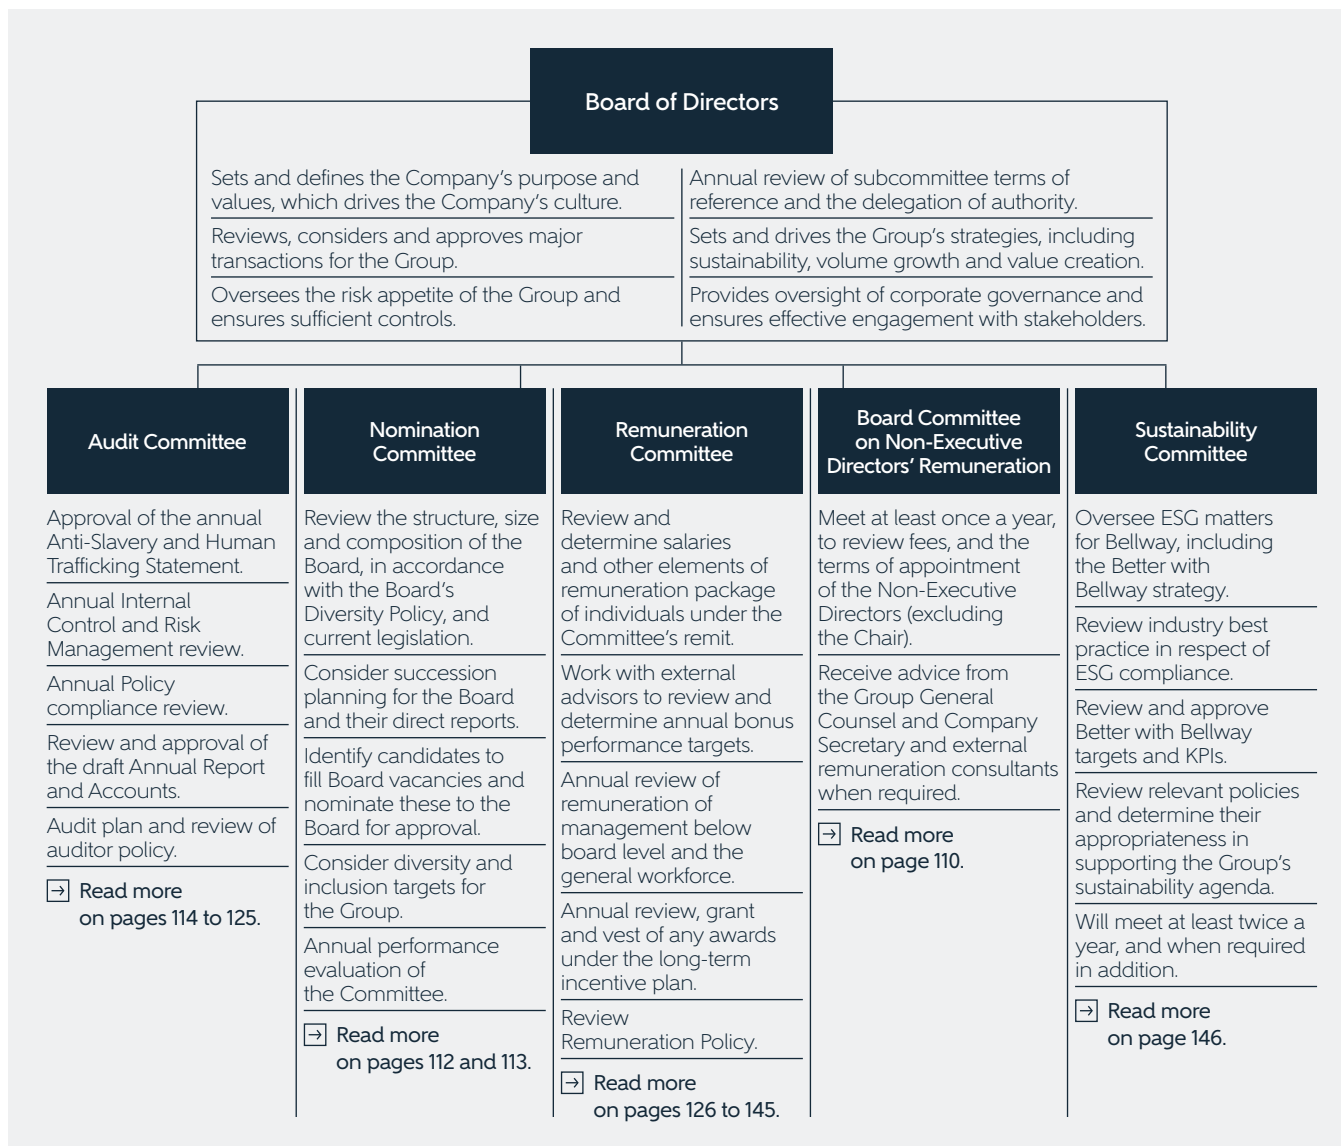 Board of Directors
Sets and defines the Company's purpose and
values, which drives the Company's culture.
Reviews, considers and approves major
transactions for the Group.
Oversees the risk appetite of the Group and
ensures sufficient controls.
Annual review of subcommittee terms of
reference and the delegation of authority.
Sets and drives the Group's strategies, including
sustainability, volume growth and value creation.
Provides oversight of corporate governance and
ensures effective engagement with stakeholders.
Audit Committee
Approval of the annual
Anti-Slavery and Human
Trafficking Statement.
Annual Internal
Control and Risk
Management review.
Annual Policy
compliance review.
Review and approval of
the draft Annual Report
and Accounts.
Audit plan and review of
auditor policy.
Read more
on pages 114 to 125.
Nomination
Committee
Review the structure, size
and composition of the
Board, in accordance
with the Board's
Diversity Policy, and
current legislation.
Consider succession
planning for the Board
and their direct reports.
Identify candidates to
fill Board vacancies and
nominate these to the
Board for approval.
Consider diversity and
inclusion targets for
the Group.
Annual performance
evaluation of
the Committee.
Read more
on pages 112 and 113.
Remuneration
Committee
Review and
determine salaries
and other elements of
remuneration package
of individuals under the
Committee's remit.
Work with external
advisors to review and
determine annual bonus
performance targets.
Annual review of
remuneration of
management below
board level and the
general workforce.
Annual review, grant
and vest of any awards
under the long-term
incentive plan.
Review
Remuneration Policy.
Read more
on pages 126 to 145.
Board Committee
on Non-Executive
Directors' Remuneration
Meet at least once a year,
to review fees, and the
terms of appointment
of the Non-Executive
Directors (excluding
the Chair).
Receive advice from
the Group General
Counsel and Company
Secretary and external
remuneration consultants
when required.
Read more
on page 110.
Sustainability
Committee
Oversee ESG matters
for Bellway, including
the Better with
Bellway strategy.
Review industry best
practice in respect of
ESG compliance.
Review and approve
Better with Bellway
targets and KPIs.
Review relevant policies
and determine their
appropriateness in
supporting the Group's
sustainability agenda.
Will meet at least twice a
year, and when required
in addition.
Read more
on page 146.